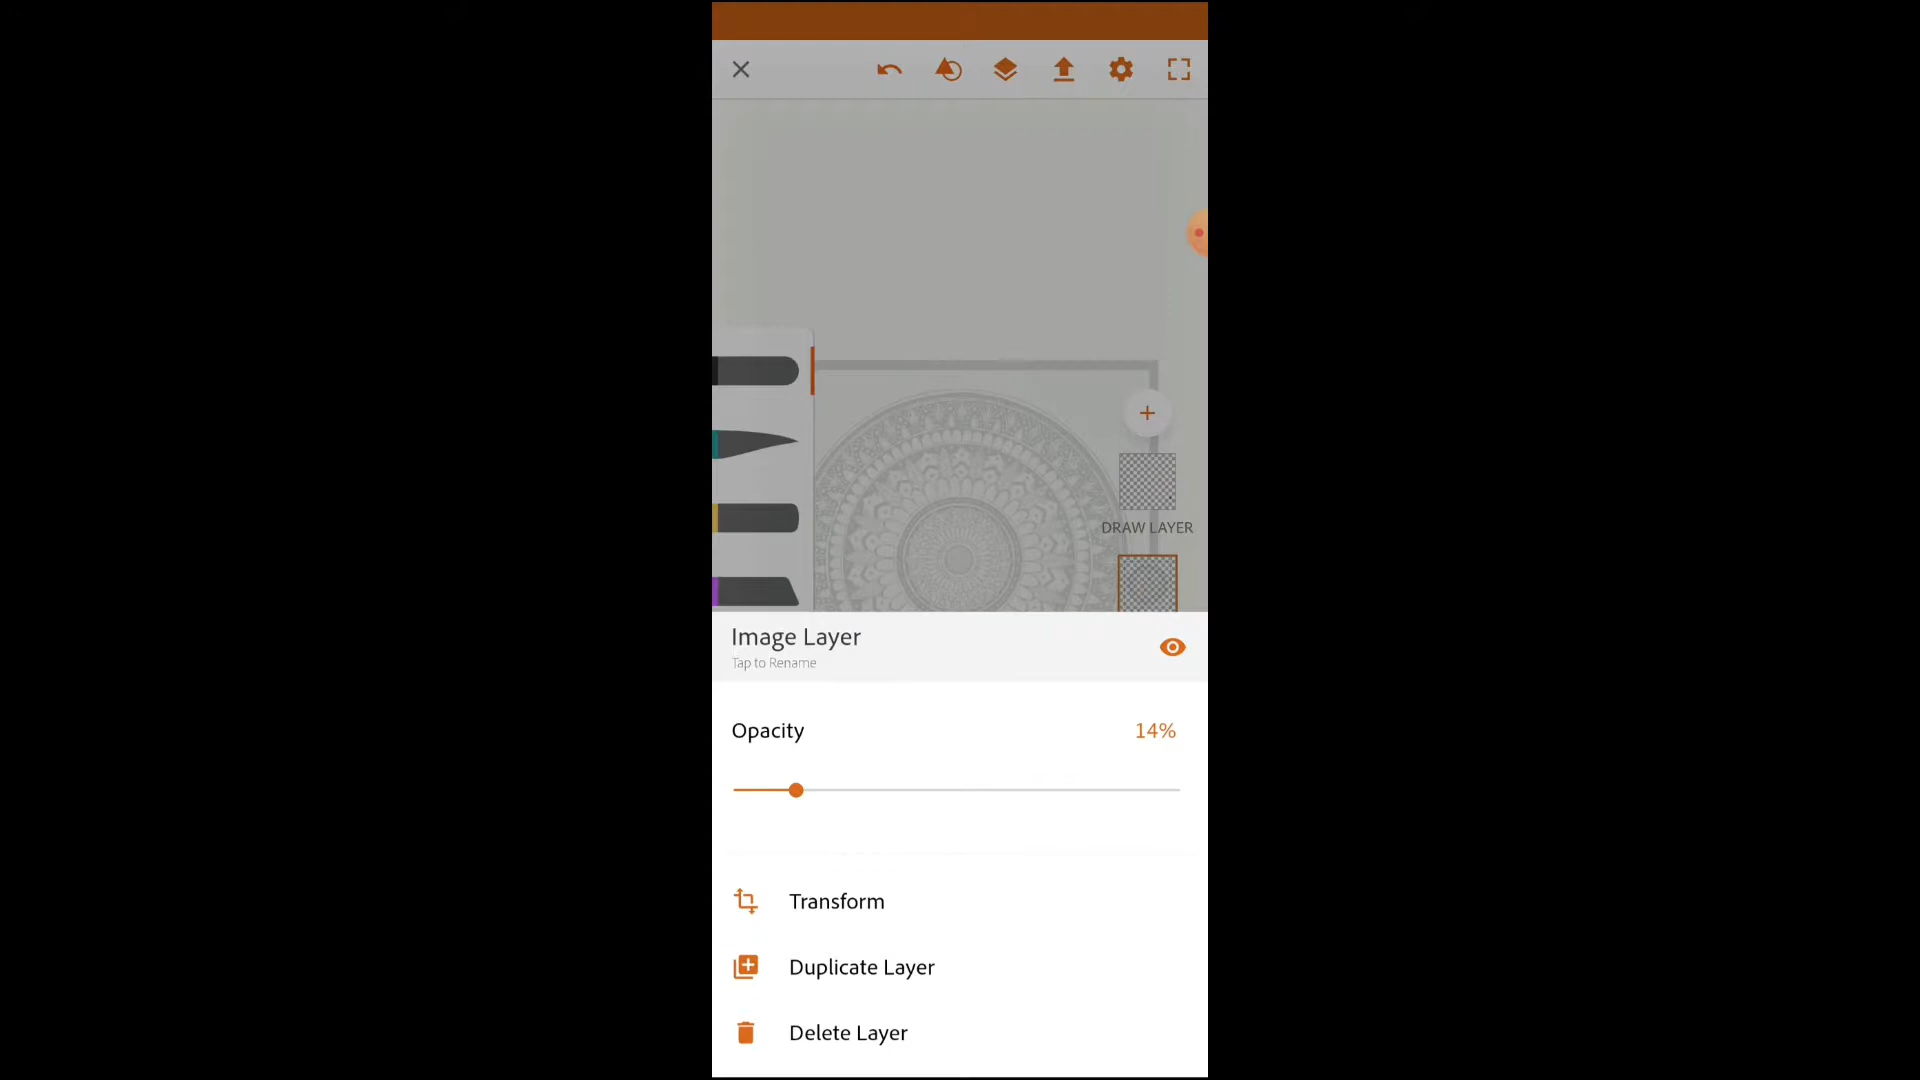 DRAW LAYER
Image Layer
Tap to Rename
Opacity 14%
Transform
Duplicate Layer
Delete Layer